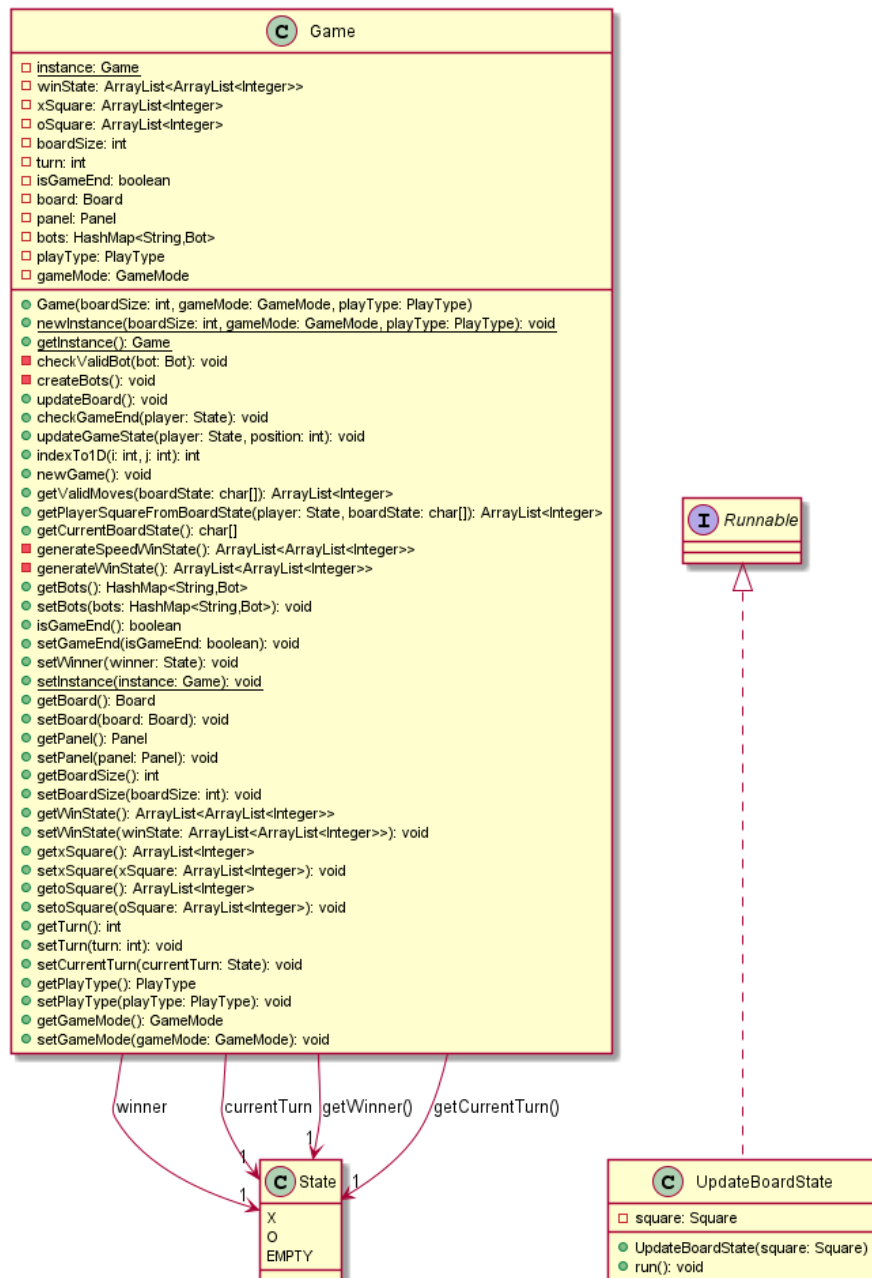 C Game
instance: Game
winState: ArrayList<ArrayList<Integer>>
xSquare: ArrayList<Integer>
oSquare: ArrayList<Integer>
boardSize: int
turn: int
isGameEnd: boolean
board: Board
panel: Panel
bots: HashMap<String,Bot>
playType: PlayType
gameMode: GameMode
Game(boardSize: int, gameMode: GameMode, playType: PlayType)
newInstance(boardSize: int, gameMode: GameMode, playType: PlayType): void
getInstance(): Game
checkValidBot(bot: Bot): void
createBots(): void
updateBoard(): void
checkGameEnd(player: State): void
updateGameState(player: State, position: int): void
indexTo1D(i: int, j: int): int
newGame(): void
getValidMoves(boardState: char[]): ArrayList<Integer>
getPlayerSquareFromBoardState(player: State, boardState: char[]): ArrayList<Integer>
getCurrentBoardState(): char[]
generateSpeedWinState(): ArrayList<ArrayList<Integer>>
generateWinState(): ArrayList<ArrayList<Integer>>
getBots(): HashMap<String,Bot>
setBots(bots: HashMap<String,Bot>): void
isGameEnd(): boolean
setGameEnd(isGameEnd: boolean): void
setWinner(winner: State): void
setInstance(instance: Game): void
getBoard(): Board
setBoard(board: Board): void
getPanel(): Panel
setPanel(panel: Panel): void
getBoardSize(): int
setBoardSize(boardSize: int): void
getWinState(): ArrayList<ArrayList<Integer>>
setWinState(winState: ArrayList<ArrayList<Integer>>): void
getxSquare(): ArrayList<Integer>
setxSquare(xSquare: ArrayList<Integer>): void
getoSquare(): ArrayList<Integer>
setoSquare(oSquare: ArrayList<Integer>): void
getTurn(): int
setTurn(turn: int): void
setCurrentTurn(currentTurn: State): void
getPlayType(): PlayType
setPlayType(playType: PlayType): void
getGameMode(): GameMode
setGameMode(gameMode: GameMode): void
I Runnable
winner
currentTurn
getWinner()
getCurrentTurn()
1
1
1
1
C State
X
O
EMPTY
C UpdateBoardState
square: Square
UpdateBoardState(square: Square)
run(): void